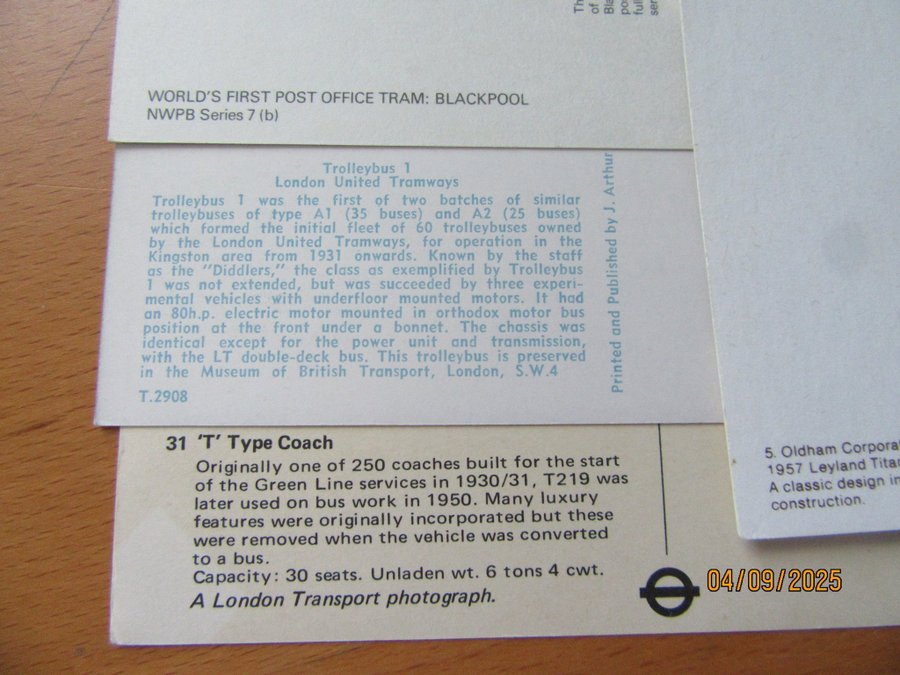 Th
of
Bla
po
full
ser
WORLD'S FIRST POST OFFICE TRAM: BLACKPOOL
NWPB Series 7 (b)
Trolleybus 1
London United Tramways
Trolleybus 1 was the first of two batches of similar
trolleybuses of type A1 (35 buses) and A2 (25 buses)
which formed the initial fleet of 60 trolleybuses owned
by the London United Tramways, for operation in the
Kingston area from 1931 onwards. Known by the staff
as the "Diddlers," the class as exemplified by Trolleybus
1 was not extended, but was succeeded by three experi-
mental vehicles with underfloor mounted motors. It had
an 80h.p. electric motor mounted in orthodox motor bus
position at the front under a bonnet. The chassis was
identical except for the power unit and transmission,
with the LT double-deck bus. This trolleybus is preserved
in the Museum of British Transport, London, S.W.4
T.2908
Printed and Published by J. Arthur
31 'T' Type Coach
Originally one of 250 coaches built for the start
of the Green Line services in 1930/31, T219 was
later used on bus work in 1950. Many luxury
features were originally incorporated but these
were removed when the vehicle was converted
to a bus.
Capacity: 30 seats. Unladen wt. 6 tons 4 cwt.
A London Transport photograph.
5. Oldham Corpora
1957 Leyland Tita
A classic design in
construction.
04/09/2025